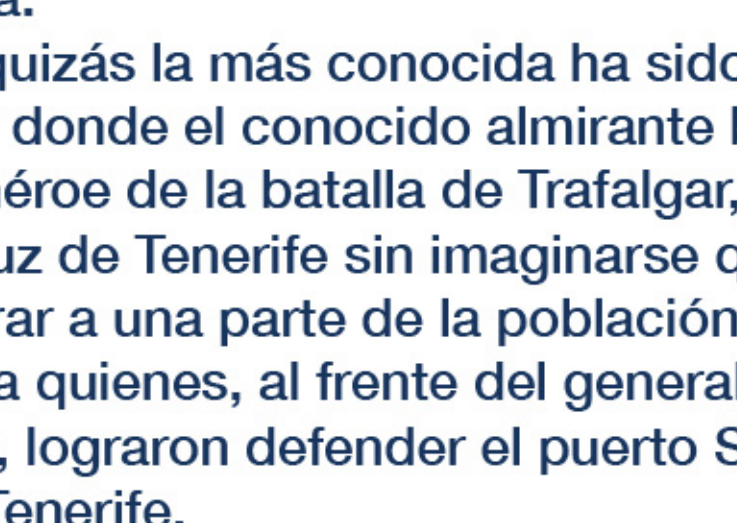 a.
quizás la más conocida ha sido
donde el conocido almirante
héroe de la batalla de Trafalgar,
uz de Tenerife sin imaginarse q
rar a una parte de la población
a quienes, al frente del general
, lograron defender el puerto S
Tenerife.